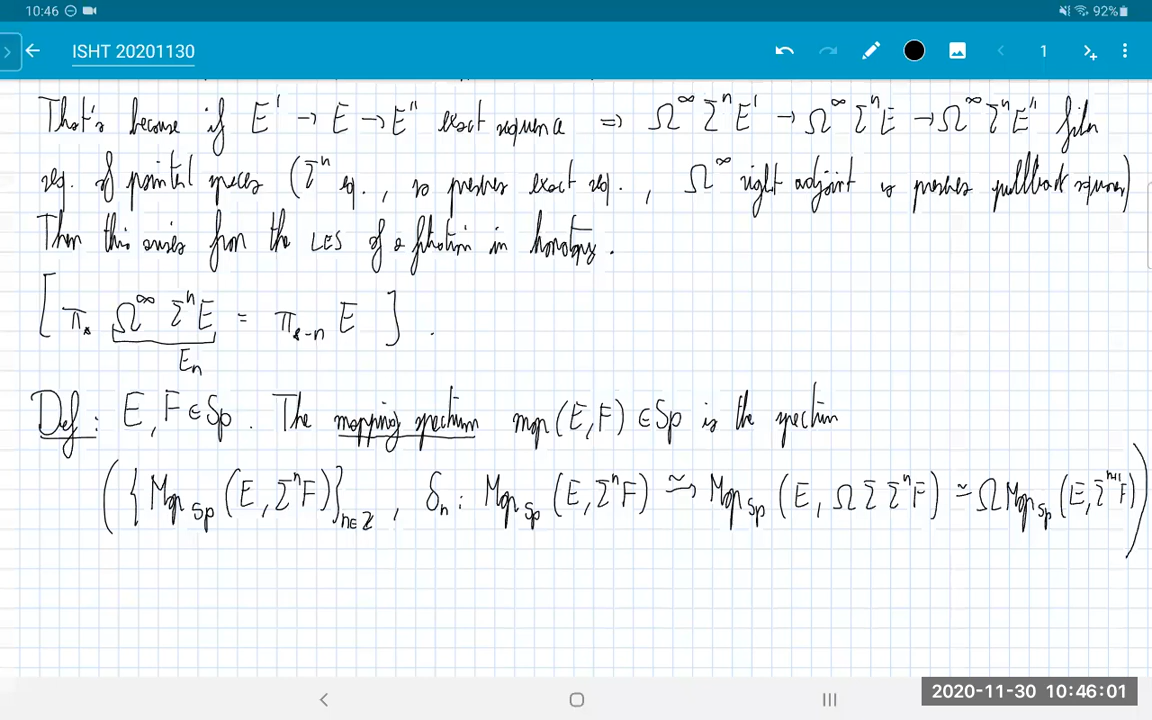 10:46 92%
ISHT 20201130 1
That's because if E' → E → E'' exact sequence ⇒ Ω^∞ Σ^n E' → Ω^∞ Σ^n E → Ω^∞ Σ^n E'' fiber
seq. of pointed spaces (Σ^n eq., so preserves exact seq., Ω^∞ right adjoint so preserves pullback squares)
Then this arises from the LES of a fibration in homotopy.
[ π_* Ω^∞ Σ^n E = π_{*-n} E ].
E_n
Def: E, F ∈ Sp. The mapping spectrum map(E, F) ∈ Sp is the spectrum
( { Map_Sp (E, Σ^n F) }_{n∈Z}, δ_n : Map_Sp (E, Σ^n F) ≃→ Map_Sp (E, ΩΣ Σ^n F) ≃ Ω Map_Sp (E, Σ^{n+1} F) )
2020-11-30 10:46:01